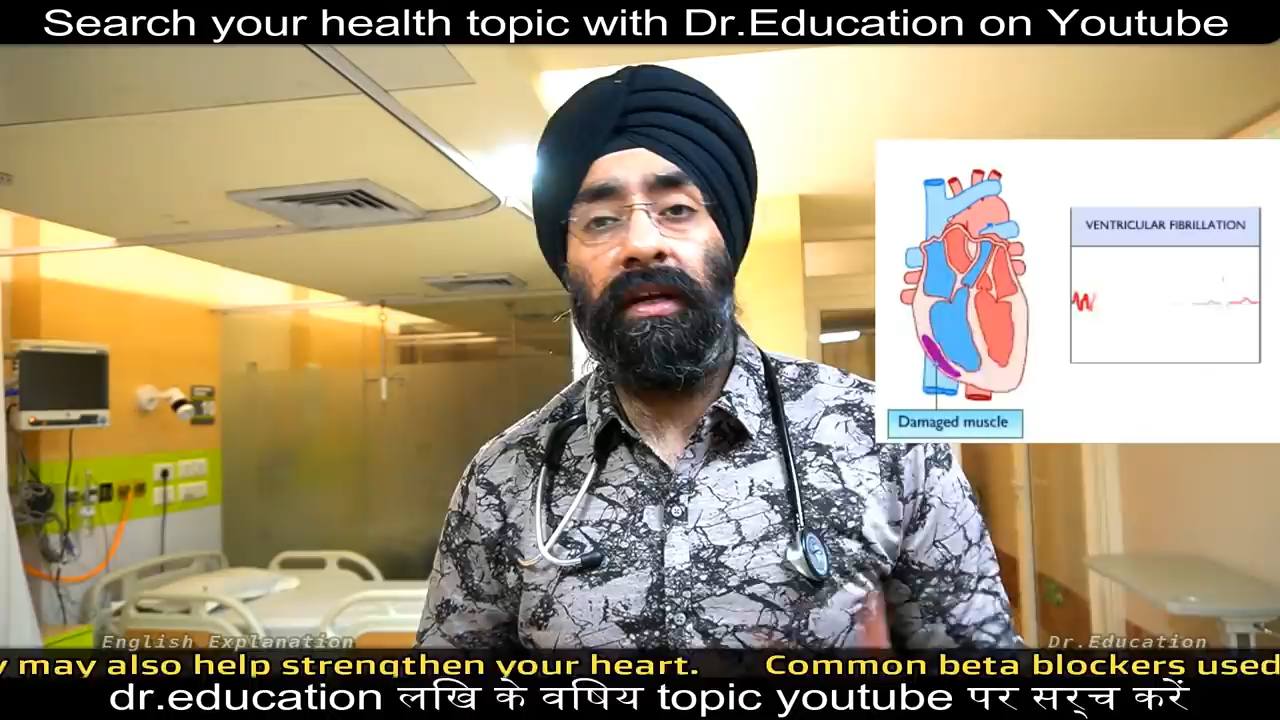 Search your health topic with Dr.Education on Youtube
VENTRICULAR FIBRILLATION
Damaged muscle
English Explanation
Dr.Education
may also help strengthen your heart. Common beta blockers used
dr.education लखि के वषिय topic youtube पर सर्च करें